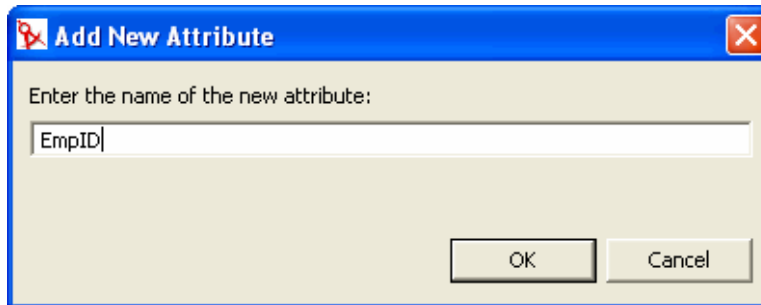 Add New Attribute
Enter the name of the new attribute:
EmpID
OK Cancel